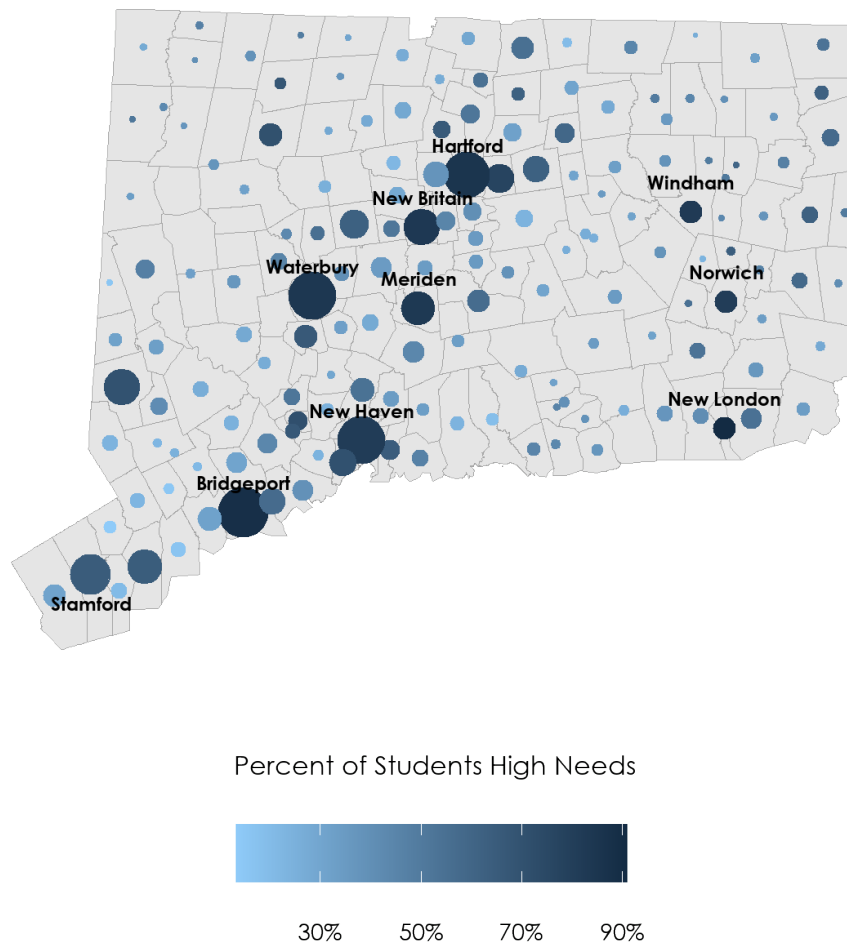 Hartford
Windham
New Britain
Waterbury
Meriden
Norwich
New London
New Haven
Bridgeport
Stamford
Percent of Students High Needs
30% 50% 70% 90%